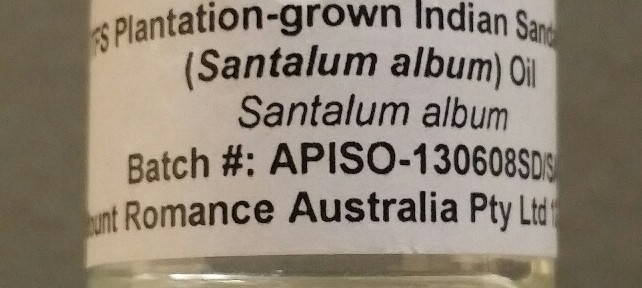 Plantation-grown Indian
(Santalum album) Oil
Santalum album
Batch #: APISO-130608SD/S
Romance Australia Pty Ltd